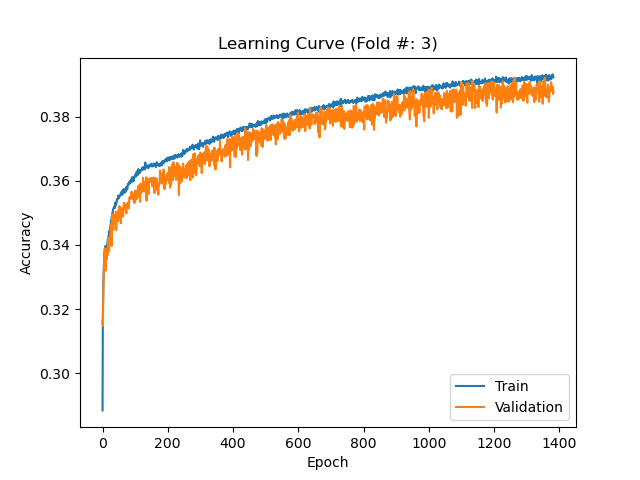 Learning Curve (Fold #: 3)
Accuracy
0.38
0.36
0.34
0.32
0.30
0 200 400 600 800 1000 1200 1400
Epoch
Train
Validation